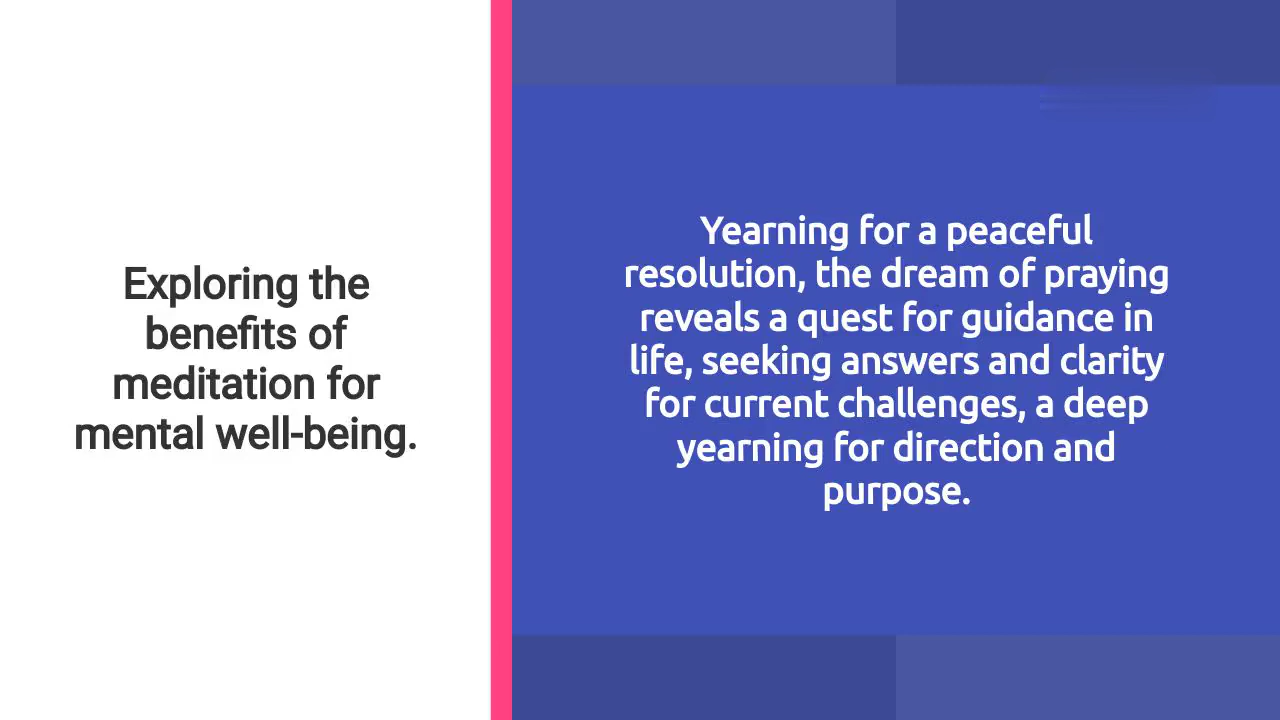 Exploring the
benefits of
meditation for
mental well-being.
Yearning for a peaceful
resolution, the dream of praying
reveals a quest for guidance in
life, seeking answers and clarity
for current challenges, a deep
yearning for direction and
purpose.